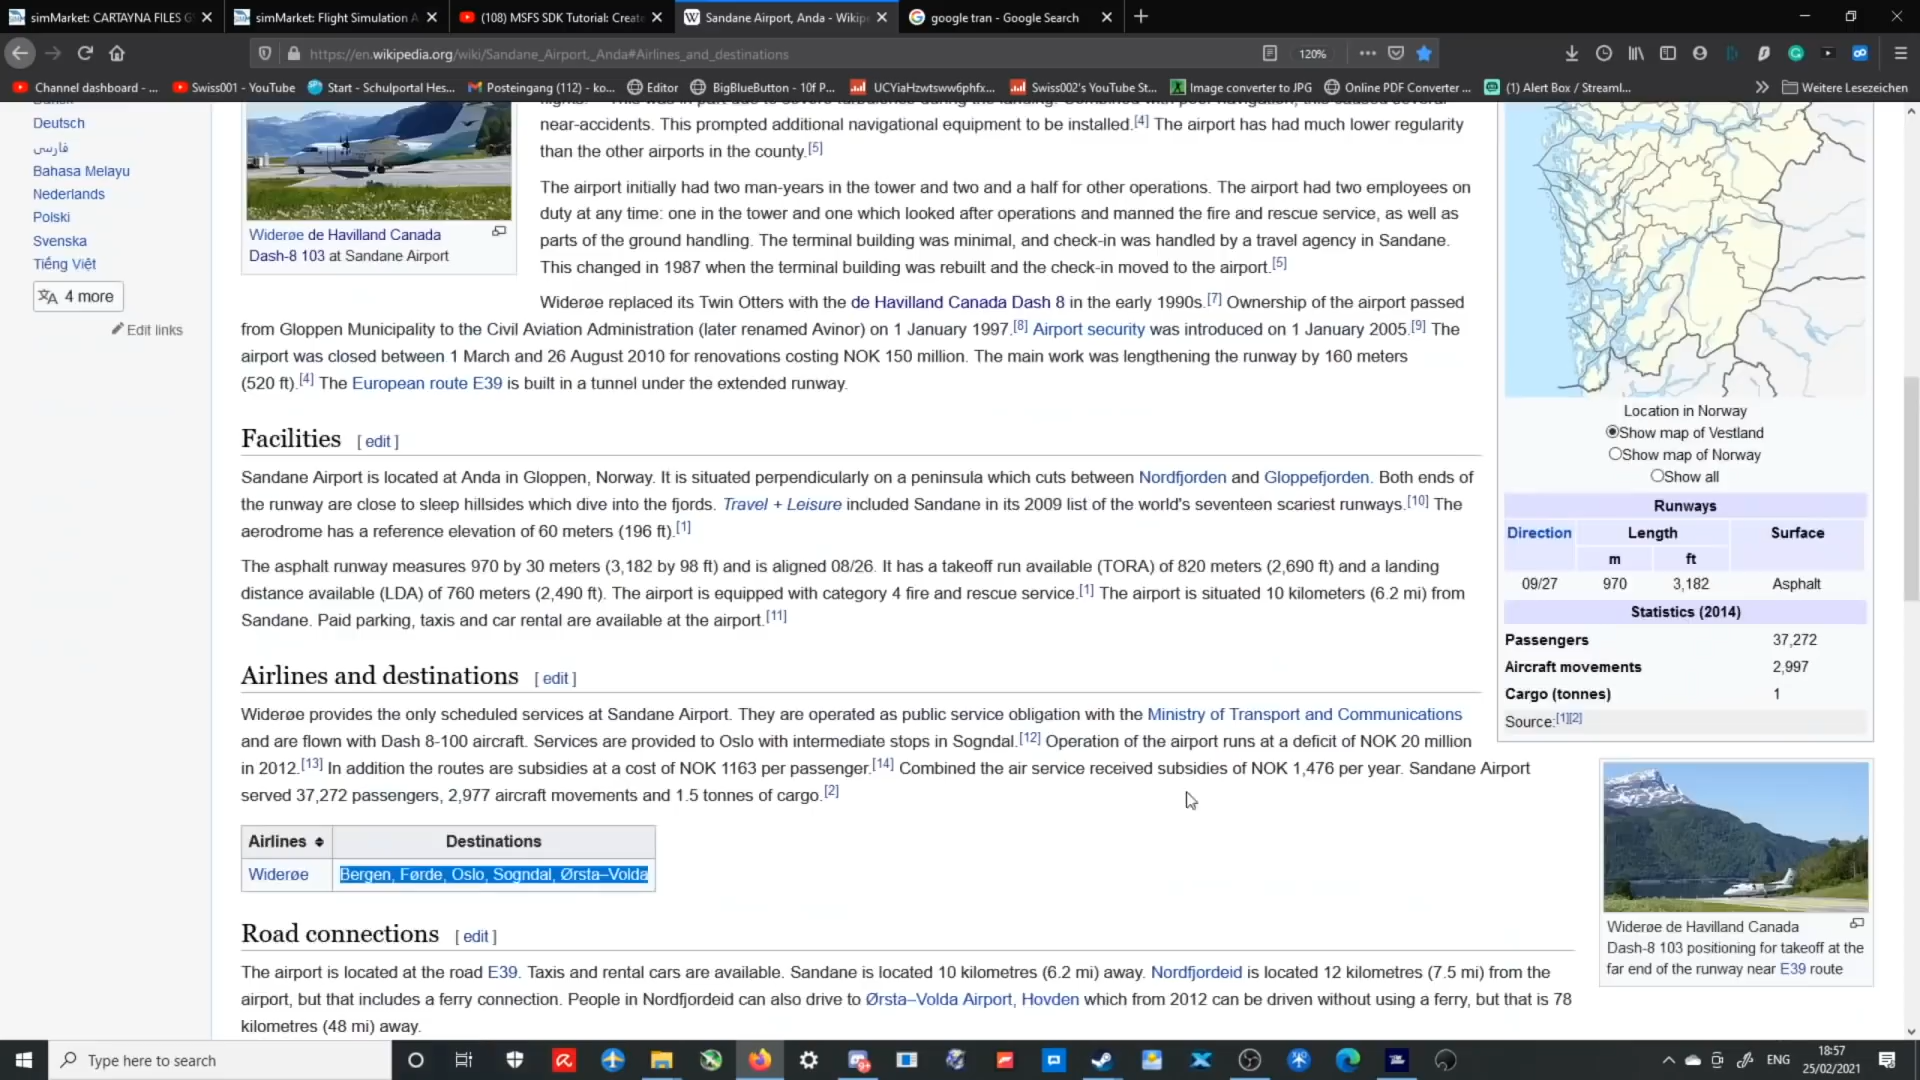 simMarket: CARTAYNA FILES G
simMarket: Flight Simulation A
(108) MSFS SDK Tutorial: Create
Sandane Airport, Anda - Wikip
google tran - Google Search
https://en.wikipedia.org/wiki/Sandane_Airport,_Anda#Airlines_and_destinations
120%
Channel dashboard - ...
Swiss001 - YouTube
Start - Schulportal Hes...
Posteingang (112) - ko...
Editor
BigBlueButton - 10f P...
UCYiaHzwtsww6phfx...
Swiss002's YouTube St...
Image converter to JPG
Online PDF Converter ...
(1) Alert Box / Streaml...
Weitere Lesezeichen
Dansk
Deutsch
فارسی
Bahasa Melayu
Nederlands
Polski
Svenska
Tiếng Việt
4 more
Edit links
Widerøe de Havilland Canada
Dash-8 103 at Sandane Airport
near-accidents. This prompted additional navigational equipment to be installed.[4] The airport has had much lower regularity
than the other airports in the county.[5]
The airport initially had two man-years in the tower and two and a half for other operations. The airport had two employees on
duty at any time: one in the tower and one which looked after operations and manned the fire and rescue service, as well as
parts of the ground handling. The terminal building was minimal, and check-in was handled by a travel agency in Sandane.
This changed in 1987 when the terminal building was rebuilt and the check-in moved to the airport.[5]
Widerøe replaced its Twin Otters with the de Havilland Canada Dash 8 in the early 1990s.[7] Ownership of the airport passed
from Gloppen Municipality to the Civil Aviation Administration (later renamed Avinor) on 1 January 1997.[8] Airport security was introduced on 1 January 2005.[9] The
airport was closed between 1 March and 26 August 2010 for renovations costing NOK 150 million. The main work was lengthening the runway by 160 meters
(520 ft).[4] The European route E39 is built in a tunnel under the extended runway.
Facilities [ edit ]
Sandane Airport is located at Anda in Gloppen, Norway. It is situated perpendicularly on a peninsula which cuts between Nordfjorden and Gloppefjorden. Both ends of
the runway are close to sleep hillsides which dive into the fjords. Travel + Leisure included Sandane in its 2009 list of the world's seventeen scariest runways.[10] The
aerodrome has a reference elevation of 60 meters (196 ft).[1]
The asphalt runway measures 970 by 30 meters (3,182 by 98 ft) and is aligned 08/26. It has a takeoff run available (TORA) of 820 meters (2,690 ft) and a landing
distance available (LDA) of 760 meters (2,490 ft). The airport is equipped with category 4 fire and rescue service.[1] The airport is situated 10 kilometers (6.2 mi) from
Sandane. Paid parking, taxis and car rental are available at the airport.[11]
Airlines and destinations [ edit ]
Widerøe provides the only scheduled services at Sandane Airport. They are operated as public service obligation with the Ministry of Transport and Communications
and are flown with Dash 8-100 aircraft. Services are provided to Oslo with intermediate stops in Sogndal.[12] Operation of the airport runs at a deficit of NOK 20 million
in 2012.[13] In addition the routes are subsidies at a cost of NOK 1163 per passenger.[14] Combined the air service received subsidies of NOK 1,476 per year. Sandane Airport
served 37,272 passengers, 2,977 aircraft movements and 1.5 tonnes of cargo.[2]
Airlines Destinations
Widerøe Bergen, Førde, Oslo, Sogndal, Ørsta–Volda
Road connections [ edit ]
The airport is located at the road E39. Taxis and rental cars are available. Sandane is located 10 kilometres (6.2 mi) away. Nordfjordeid is located 12 kilometres (7.5 mi) from the
airport, but that includes a ferry connection. People in Nordfjordeid can also drive to Ørsta–Volda Airport, Hovden which from 2012 can be driven without using a ferry, but that is 78
kilometres (48 mi) away.
Location in Norway
Show map of Vestland
Show map of Norway
Show all
Runways
Direction Length Surface
m ft
09/27 970 3,182 Asphalt
Statistics (2014)
Passengers 37,272
Aircraft movements 2,997
Cargo (tonnes) 1
Source:[1][2]
Widerøe de Havilland Canada
Dash-8 103 positioning for takeoff at the
far end of the runway near E39 route
Type here to search
ENG
18:57
25/02/2021